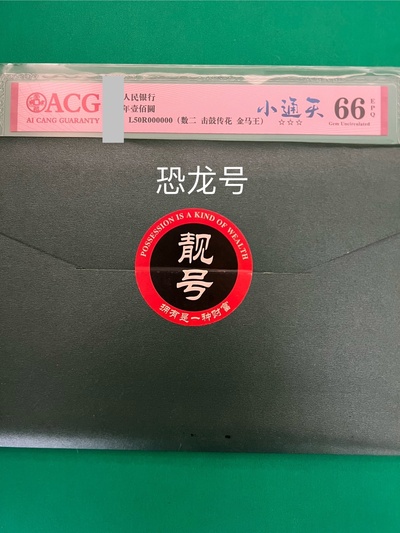 ACG
AI CANG GUARANTY
人民银行
年壹佰圆
L50R000000（数二 击鼓传花 金马王）
小通天
☆☆☆
66
EPQ
Gem Uncirculated
恐龙号
POSSESSION IS A KIND OF WEALTH
靓号
拥有是一种财富